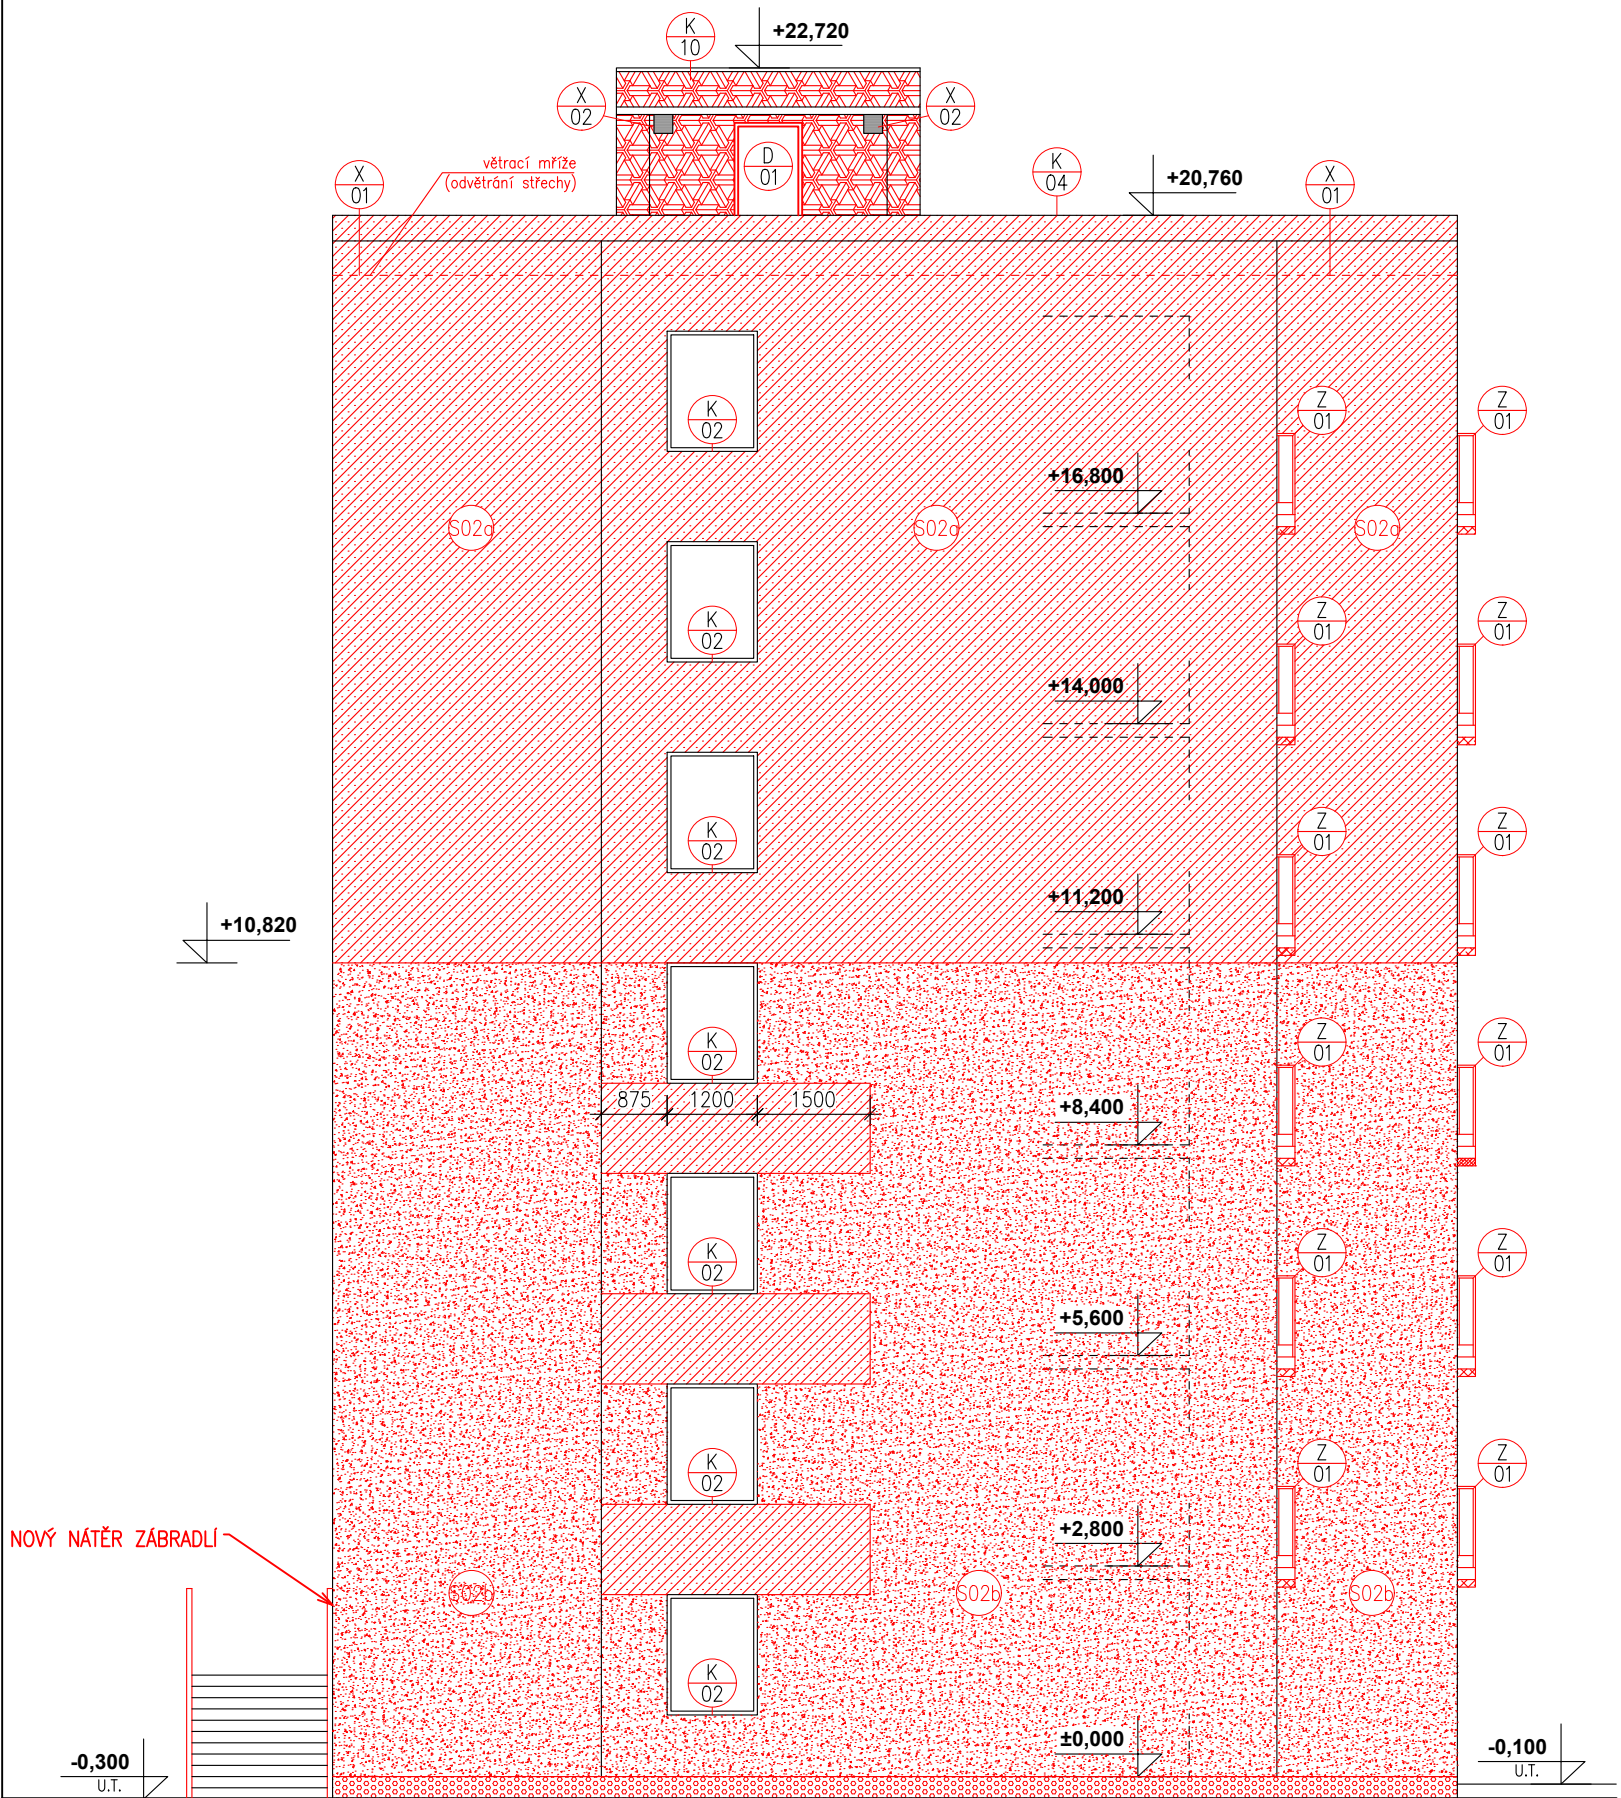 K
10
+22,720
X
02
X
02
D
01
větrací mříže
(odvětrání střechy)
X
01
K
04
+20,760
X
01
K
02
Z
01
Z
01
+16,800
S02a
S02a
S02a
K
02
Z
01
Z
01
+14,000
K
02
Z
01
Z
01
+11,200
+10,820
K
02
Z
01
Z
01
875
1200
1500
+8,400
K
02
Z
01
Z
01
+5,600
K
02
Z
01
Z
01
+2,800
NOVÝ NÁTĚR ZÁBRADLÍ
S02b
S02b
S02b
K
02
±0,000
-0,300
U.T.
-0,100
U.T.